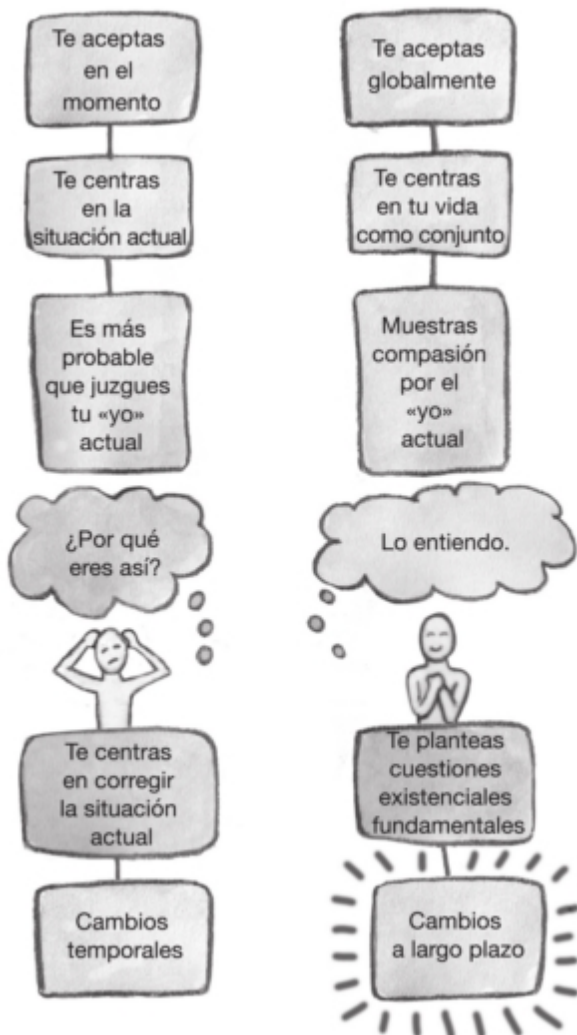 Te aceptas
en el
momento
Te centras
en la
situación actual
Es más
probable
que juzgues
tu «yo»
actual
¿Por qué
eres así?
Te centras
en corregir
la situación
actual
Cambios
temporales
Te aceptas
globalmente
Te centras
en tu vida
como conjunto
Muestras
compasión
por el
«yo»
actual
Lo entiendo.
Te planteas
cuestiones
existenciales
fundamentales
Cambios
a largo plazo